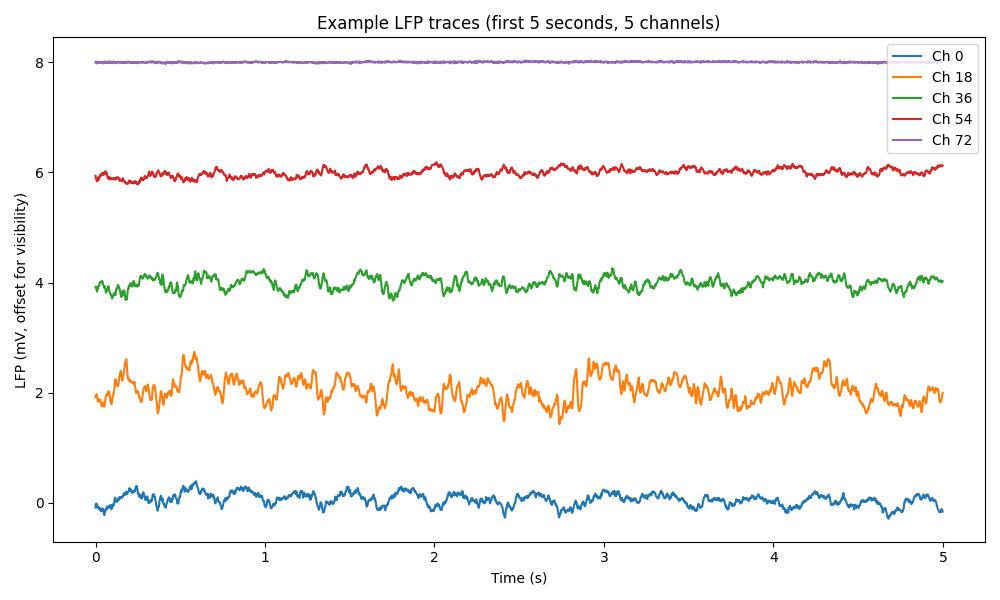 Example LFP traces (first 5 seconds, 5 channels)
Ch 0
Ch 18
Ch 36
Ch 54
Ch 72
LFP (mV, offset for visibility)
8
6
4
2
0
0 1 2 3 4 5
Time (s)